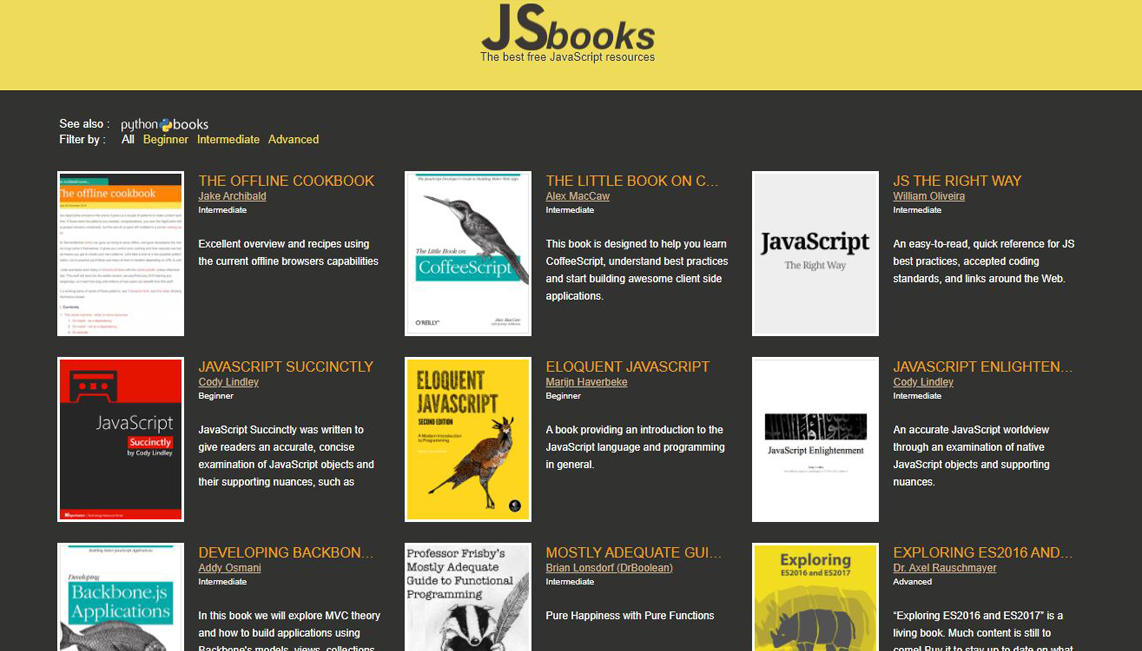 JSbooks
The best free JavaScript resources
See also : python books
Filter by : All Beginner Intermediate Advanced
The offline cookbook
THE OFFLINE COOKBOOK
Jake Archibald
Intermediate
Excellent overview and recipes using
the current offline browsers capabilities
The Little Book on
CoffeeScript
O'REILLY
Alex MacCaw
THE LITTLE BOOK ON C...
Alex MacCaw
Intermediate
This book is designed to help you learn
CoffeeScript, understand best practices
and start building awesome client side
applications.
JavaScript
The Right Way
JS THE RIGHT WAY
William Oliveira
Intermediate
An easy-to-read, quick reference for JS
best practices, accepted coding
standards, and links around the Web.
JavaScript
Succinctly
by Cody Lindley
JAVASCRIPT SUCCINCTLY
Cody Lindley
Beginner
JavaScript Succinctly was written to
give readers an accurate, concise
examination of JavaScript objects and
their supporting nuances, such as
ELOQUENT
JAVASCRIPT
SECOND EDITION
A Modern Introduction
to Programming
ELOQUENT JAVASCRIPT
Marijn Haverbeke
Beginner
A book providing an introduction to the
JavaScript language and programming
in general.
JavaScript Enlightenment
JAVASCRIPT ENLIGHTEN...
Cody Lindley
Intermediate
An accurate JavaScript worldview
through an examination of native
JavaScript objects and supporting
nuances.
Developing
Backbone.js
Applications
DEVELOPING BACKBON...
Addy Osmani
Intermediate
In this book we will explore MVC theory
and how to build applications using
Backbone's models, views, collections
Professor Frisby's
Mostly Adequate
Guide to Functional
Programming
MOSTLY ADEQUATE GUI...
Brian Lonsdorf (DrBoolean)
Intermediate
Pure Happiness with Pure Functions
Exploring
ES2016 and ES2017
EXPLORING ES2016 AND...
Dr. Axel Rauschmayer
Advanced
"Exploring ES2016 and ES2017" is a
living book. Much content is still to
come! Buy it to stay up to date on what